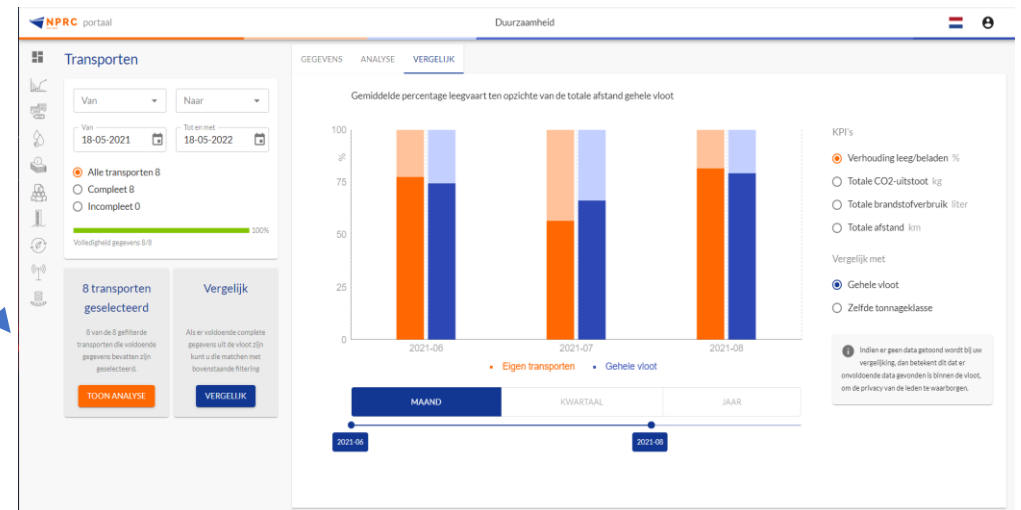 NPRC portaal
Duurzaamheid
Transporten
Van
Naar
Van
18-05-2021
Tot en met
18-05-2022
Alle transporten 8
Compleet 8
Incompleet 0
100%
Volledigheid gegevens 8/8
8 transporten
geselecteerd
8 van de 8 gefilterde
transporten die voldoende
gegevens bevatten zijn
geselecteerd.
TOON ANALYSE
Vergelijk
Als er voldoende complete
gegevens uit de vloot zijn
kunt u die matchen met
bovenstaande filtering
VERGELIJK
GEGEVENS
ANALYSE
VERGELIJK
Gemiddelde percentage leegvaart ten opzichte van de totale afstand gehele vloot
100
%
75
50
25
0
2021-06
2021-07
2021-08
Eigen transporten
Gehele vloot
MAAND
KWARTAAL
JAAR
2021-06
2021-08
KPI's
Verhouding leeg/beladen %
Totale CO2-uitstoot kg
Totale brandstofverbruik liter
Totale afstand km
Vergelijk met
Gehele vloot
Zelfde tonnageklasse
Indien er geen data getoond wordt bij uw
vergelijking, dan betekent dit dat er
onvoldoende data gevonden is binnen de vloot,
om de privacy van de leden te waarborgen.